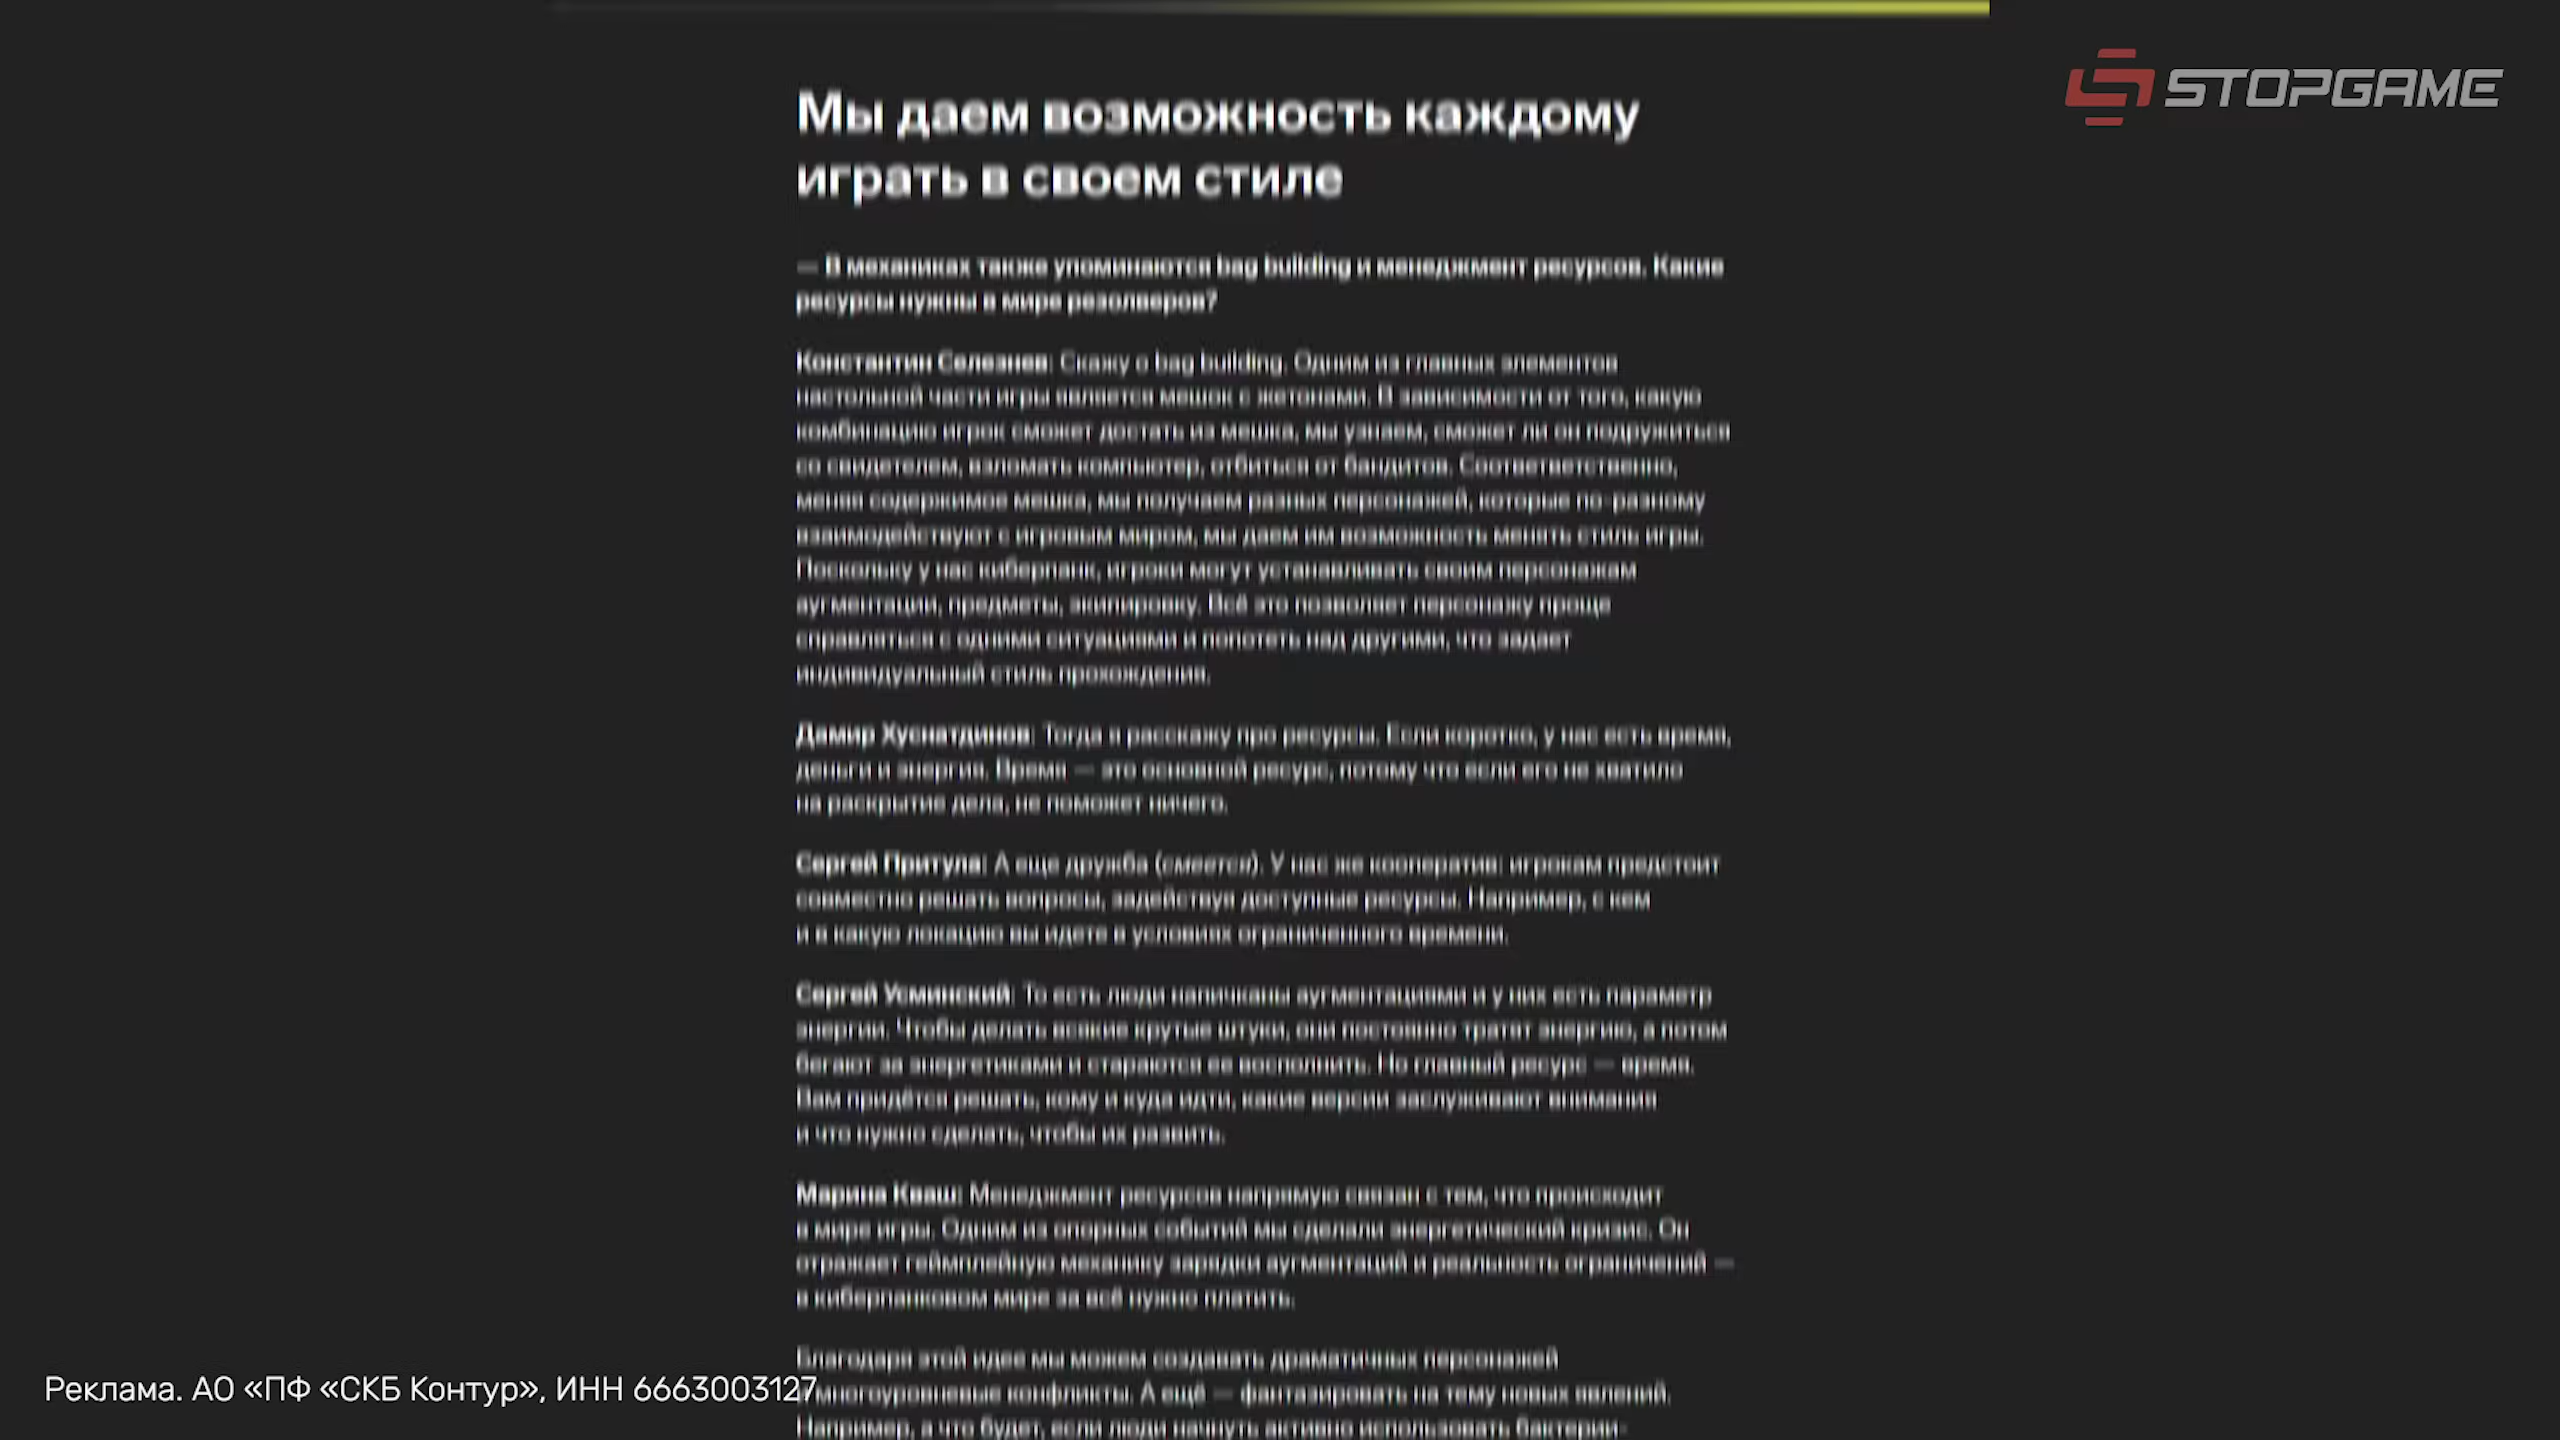 STOPGAME
Мы даем возможность каждому
играть в своем стиле
— В механиках также упоминаются bag building и менеджмент ресурсов. Какие
ресурсы нужны в мире резолверов?
Константин Селезнев: Скажу о bag building. Одним из главных элементов
настольной части игры является мешок с жетонами. В зависимости от того, какую
комбинацию игрок сможет достать из мешка, мы узнаем, сможет ли он подружиться
со свидетелем, взломать компьютер, отбиться от бандитов. Соответственно,
меняя содержимое мешка, мы получаем разных персонажей, которые по-разному
взаимодействуют с игровым миром, мы даем им возможность менять стиль игры.
Поскольку у нас киберпанк, игроки могут устанавливать своим персонажам
аугментации, предметы, экипировку. Всё это позволяет персонажу проще
справляться с одними ситуациями и попотеть над другими, что задает
индивидуальный стиль прохождения.
Дамир Хуснатдинов: Тогда я расскажу про ресурсы. Если коротко, у нас есть время,
деньги и энергия. Время — это основной ресурс, потому что если его не хватило
на раскрытие дела, не поможет ничего.
Сергей Притула: А еще дружба (смеется). У нас же кооператив: игрокам предстоит
совместно решать вопросы, задействуя доступные ресурсы. Например, с кем
и в какую локацию вы идете в условиях ограниченного времени.
Сергей Усминский: То есть люди напичканы аугментациями и у них есть параметр
энергии. Чтобы делать всякие крутые штуки, они постоянно тратят энергию, а потом
бегают за энергетиками и стараются ее восполнить. Но главный ресурс — время.
Вам придётся решать, кому и куда идти, какие версии заслуживают внимания
и что нужно сделать, чтобы их развить.
Марина Кваш: Менеджмент ресурсов напрямую связан с тем, что происходит
в мире игры. Одним из опорных событий мы сделали энергетический кризис. Он
отражает геймплейную механику зарядки аугментаций и реальность ограничений —
в киберпанковом мире за всё нужно платить.
Благодаря этой идее мы можем создавать драматичных персонажей
многоуровневые конфликты. А ещё — фантазировать на тему новых явлений.
Например, а что будет, если люди начнут активно использовать бактерии-
Реклама. АО «ПФ «СКБ Контур», ИНН 6663003127